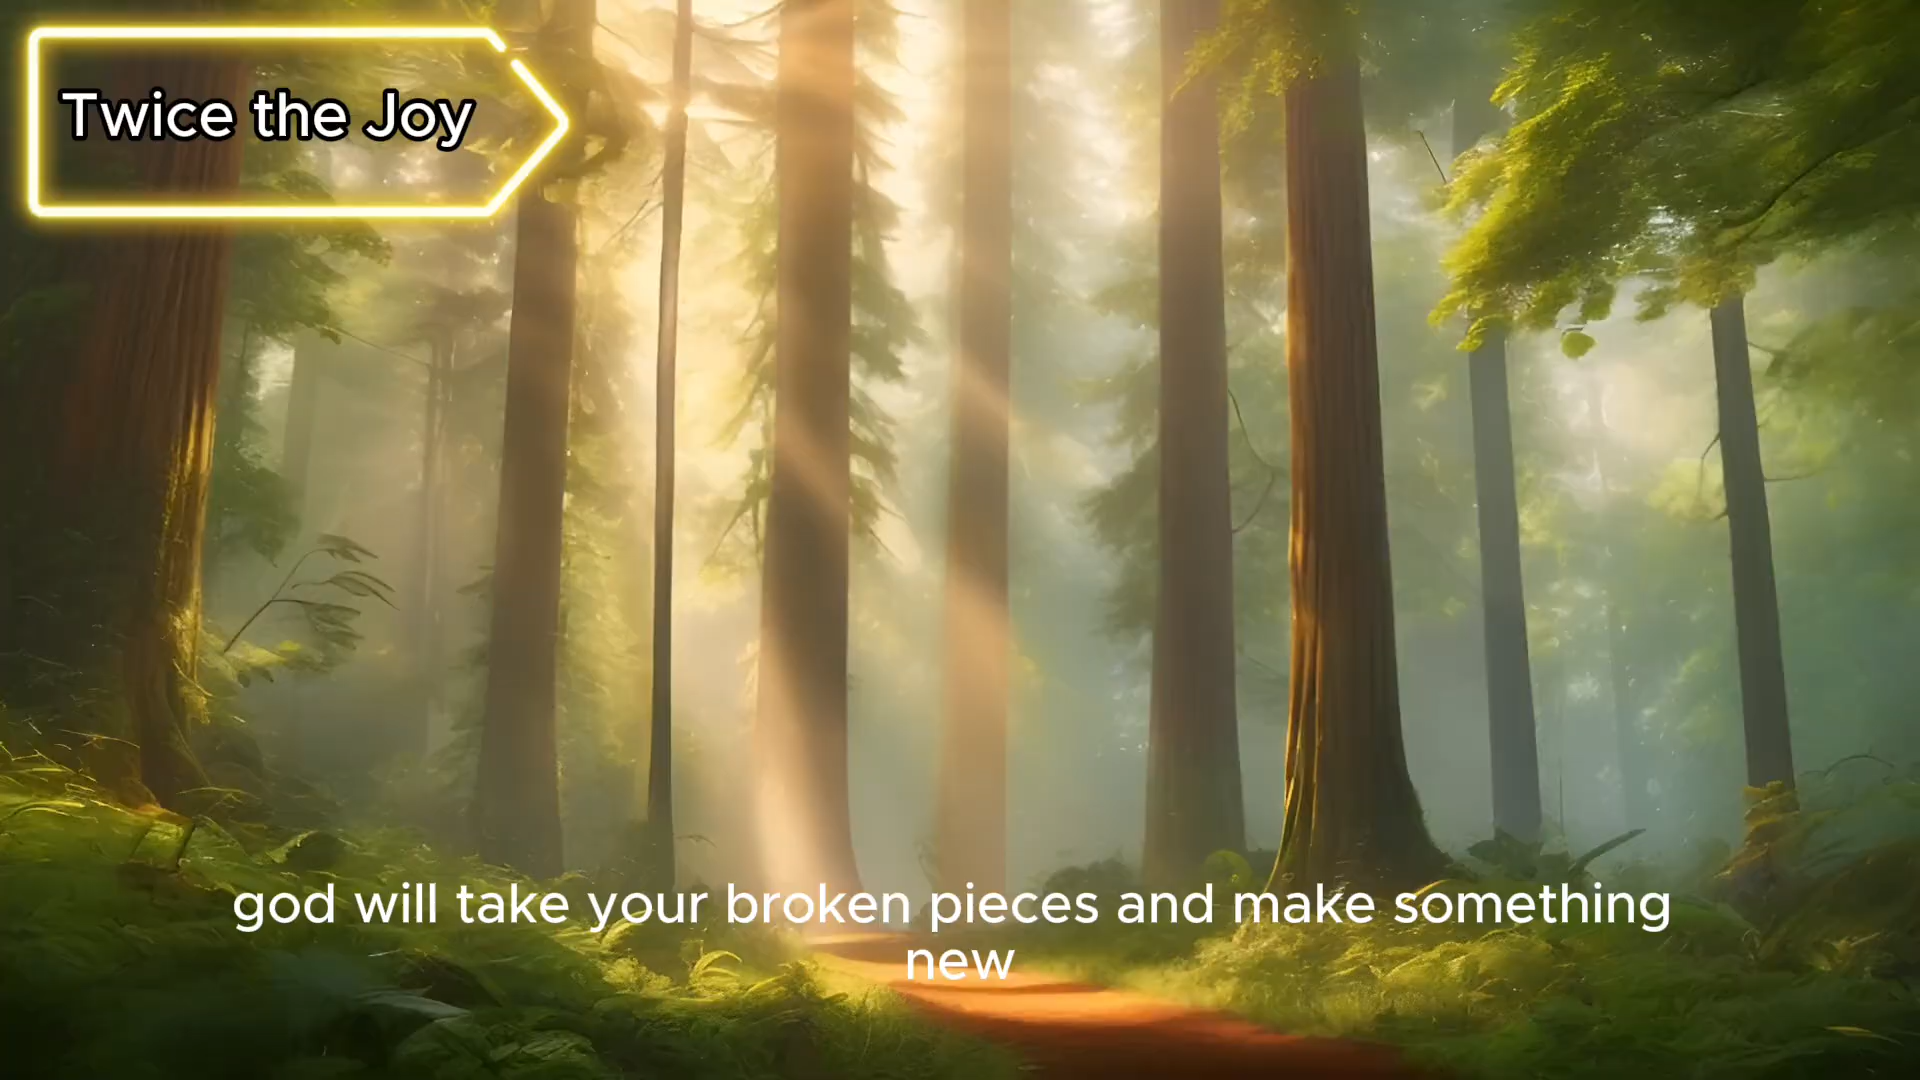 Twice the Joy
god will take your broken pieces and make something
new